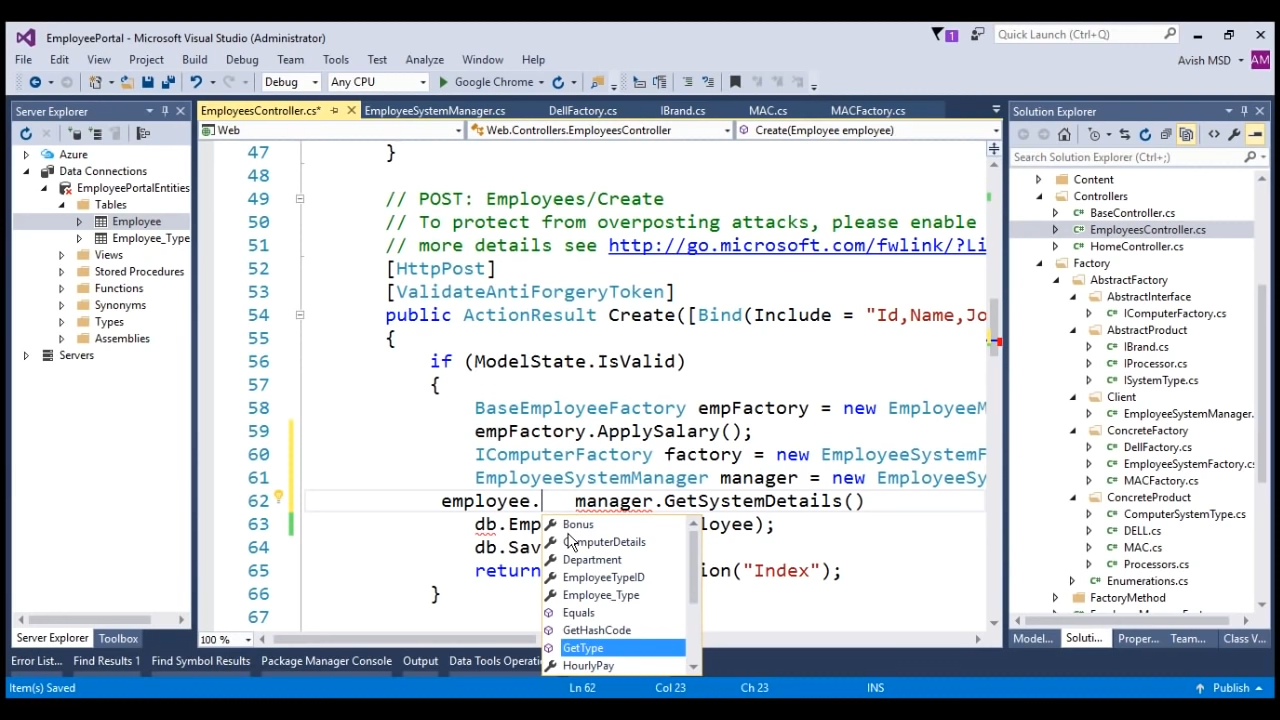 EmployeePortal - Microsoft Visual Studio (Administrator)
1
Quick Launch (Ctrl+Q)
File Edit View Project Build Debug Team Tools Test Analyze Window Help
Avish MSD
AM
Debug Any CPU Google Chrome
Server Explorer
EmployeesController.cs* EmployeeSystemManager.cs DellFactory.cs IBrand.cs MAC.cs MACFactory.cs
Solution Explorer
Web Web.Controllers.EmployeesController Create(Employee employee)
Azure
Data Connections
EmployeePortalEntities
Tables
Employee
Employee_Type
Views
Stored Procedures
Functions
Synonyms
Types
Assemblies
Servers
Server Explorer Toolbox
47 }
48
49 // POST: Employees/Create
50 // To protect from overposting attacks, please enable
51 // more details see http://go.microsoft.com/fwlink/?Li
52 [HttpPost]
53 [ValidateAntiForgeryToken]
54 public ActionResult Create([Bind(Include = "Id,Name,Jo
55 {
56 if (ModelState.IsValid)
57 {
58 BaseEmployeeFactory empFactory = new EmployeeM
59 empFactory.ApplySalary();
60 IComputerFactory factory = new EmployeeSystemF
61 EmployeeSystemManager manager = new EmployeeSy
62 employee. manager.GetSystemDetails()
63 db.Emp loyee);
64 db.Sav
65 return ion("Index");
66 }
67
Bonus
ComputerDetails
Department
EmployeeTypeID
Employee_Type
Equals
GetHashCode
GetType
HourlyPay
100 %
Search Solution Explorer (Ctrl+;)
Content
Controllers
BaseController.cs
EmployeesController.cs
HomeController.cs
Factory
AbstractFactory
AbstractInterface
IComputerFactory.cs
AbstractProduct
IBrand.cs
IProcessor.cs
ISystemType.cs
Client
EmployeeSystemManager.
ConcreteFactory
DellFactory.cs
EmployeeSystemFactory.cs
MACFactory.cs
ConcreteProduct
ComputerSystemType.cs
DELL.cs
MAC.cs
Processors.cs
Enumerations.cs
FactoryMethod
Model... Soluti... Proper... Team... Class V...
Error List... Find Results 1 Find Symbol Results Package Manager Console Output Data Tools Operati
Item(s) Saved Ln 62 Col 23 Ch 23 INS Publish